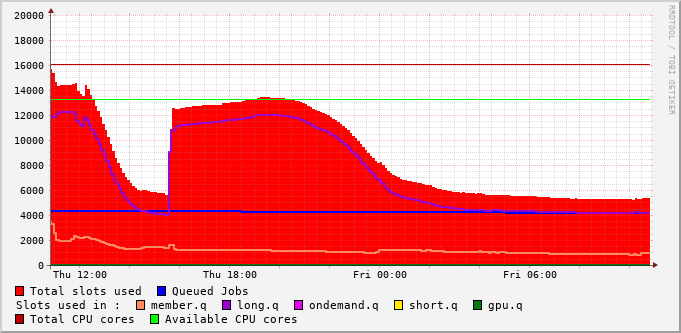 20000
18000
16000
14000
12000
10000
8000
6000
4000
2000
0
Thu 12:00 Thu 18:00 Fri 00:00 Fri 06:00
RRDTOOL / TOBI OETIKER
Total slots used Queued Jobs
Slots used in : member.q long.q ondemand.q short.q gpu.q
Total CPU cores Available CPU cores